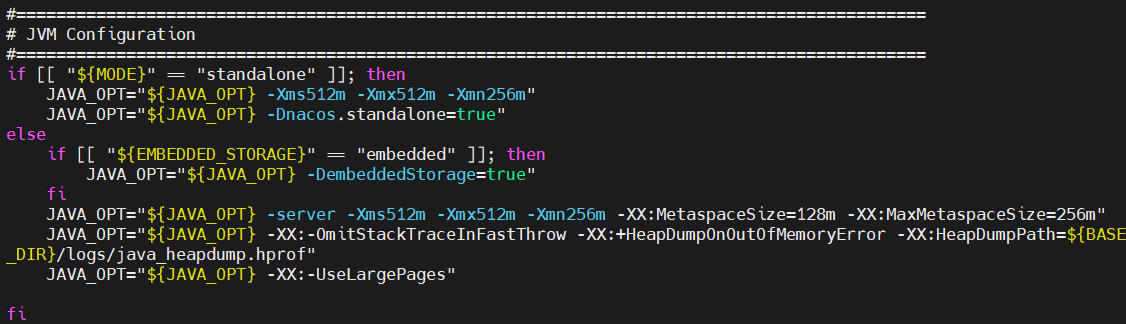 #===========================================================================================
# JVM Configuration
#===========================================================================================
if [[ "${MODE}" == "standalone" ]]; then
    JAVA_OPT="${JAVA_OPT} -Xms512m -Xmx512m -Xmn256m"
    JAVA_OPT="${JAVA_OPT} -Dnacos.standalone=true"
else
    if [[ "${EMBEDDED_STORAGE}" == "embedded" ]]; then
        JAVA_OPT="${JAVA_OPT} -DembeddedStorage=true"
    fi
    JAVA_OPT="${JAVA_OPT} -server -Xms512m -Xmx512m -Xmn256m -XX:MetaspaceSize=128m -XX:MaxMetaspaceSize=256m"
    JAVA_OPT="${JAVA_OPT} -XX:-OmitStackTraceInFastThrow -XX:+HeapDumpOnOutOfMemoryError -XX:HeapDumpPath=${BASE
_DIR}/logs/java_heapdump.hprof"
    JAVA_OPT="${JAVA_OPT} -XX:-UseLargePages"
fi